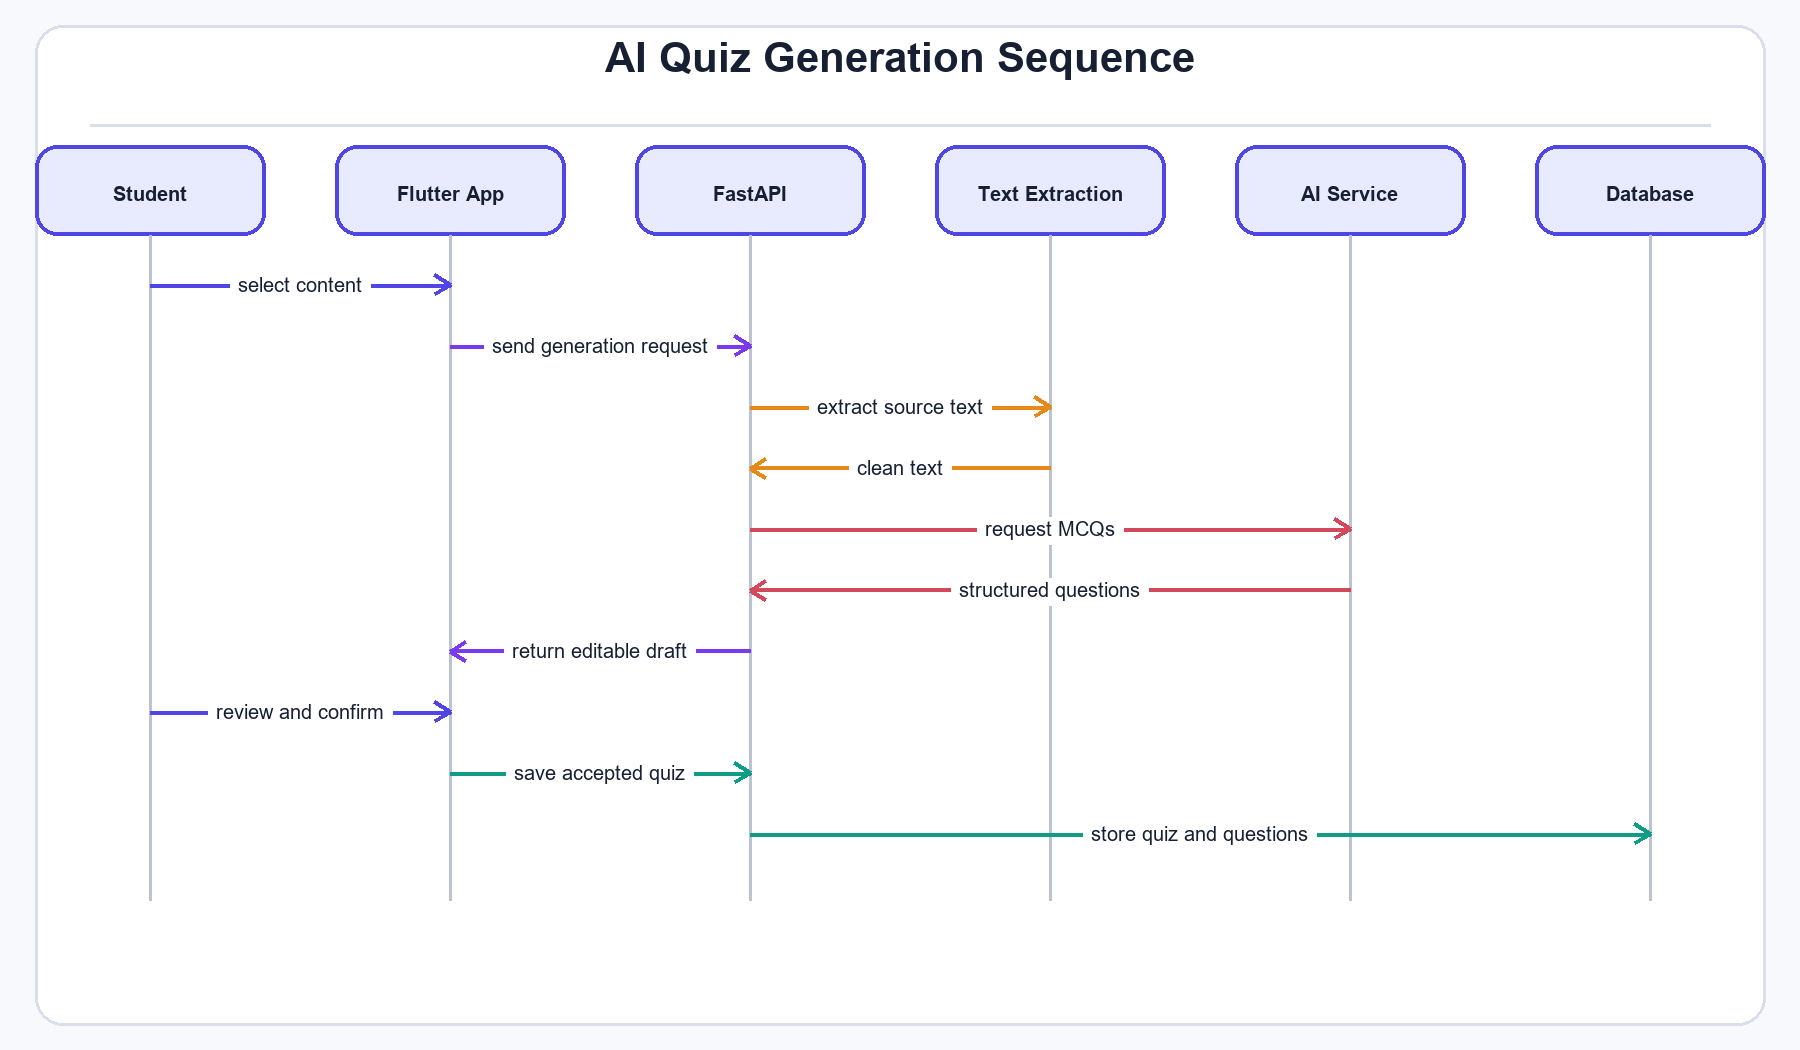 AI Quiz Generation Sequence
Student
Flutter App
FastAPI
Text Extraction
AI Service
Database
select content
send generation request
extract source text
clean text
request MCQs
structured questions
return editable draft
review and confirm
save accepted quiz
store quiz and questions